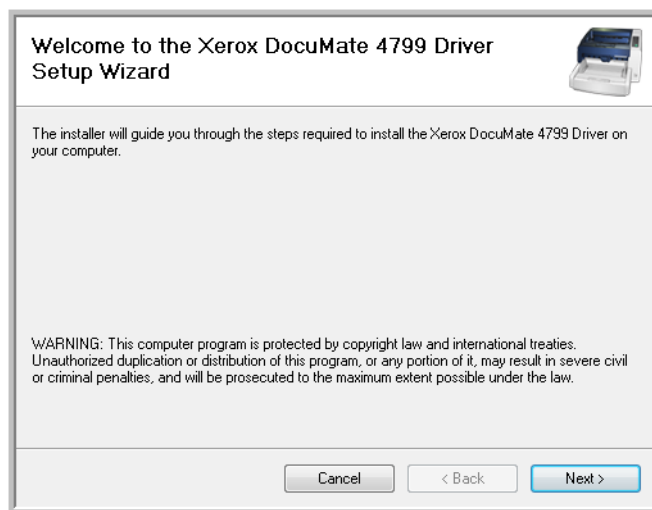 Welcome to the Xerox DocuMate 4799 Driver
Setup Wizard
The installer will guide you through the steps required to install the Xerox DocuMate 4799 Driver on
your computer.
WARNING: This computer program is protected by copyright law and international treaties.
Unauthorized duplication or distribution of this program, or any portion of it, may result in severe civil
or criminal penalties, and will be prosecuted to the maximum extent possible under the law.
Cancel
< Back
Next >